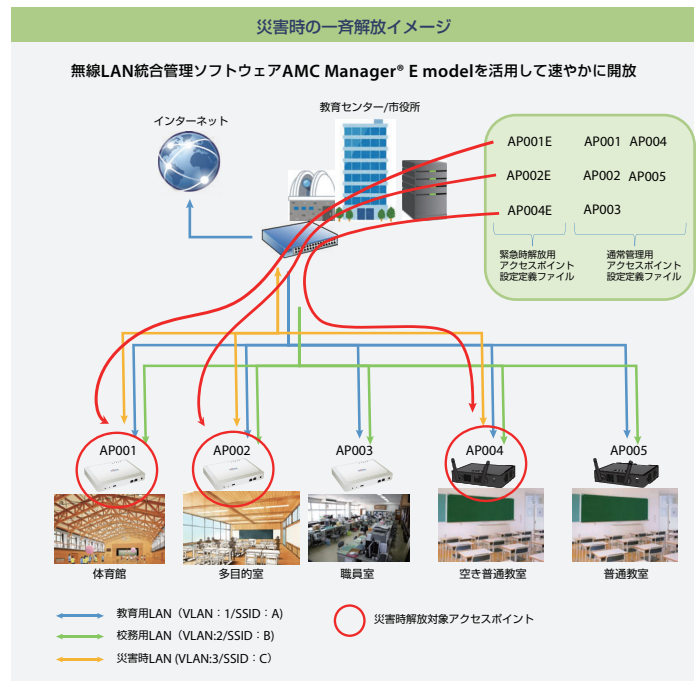 災害時の一斉解放イメージ
無線LAN統合管理ソフトウェアAMC Manager® E modelを活用して速やかに開放
教育センター/市役所
インターネット
AP001E AP001 AP004
AP002E AP002 AP005
AP004E AP003
緊急時解放用
アクセスポイント
設定定義ファイル
通常管理用
アクセスポイント
設定定義ファイル
AP001 AP002 AP003 AP004 AP005
体育館 多目的室 職員室 空き普通教室 普通教室
教育用LAN（VLAN：1/SSID：A)
校務用LAN（VLAN:2/SSID：B)
災害時LAN (VLAN:3/SSID：C）
災害時解放対象アクセスポイント